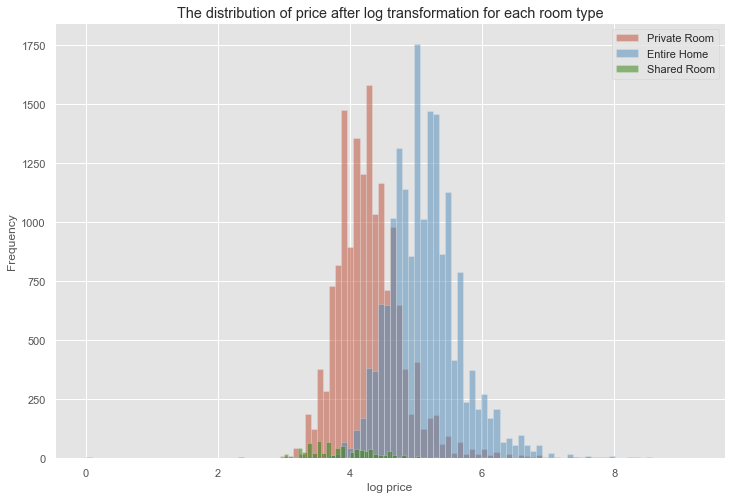 The distribution of price after log transformation for each room type
Private Room
Entire Home
Shared Room
1750
1500
1250
1000
750
500
250
0
Frequency
0 2 4 6 8
log price